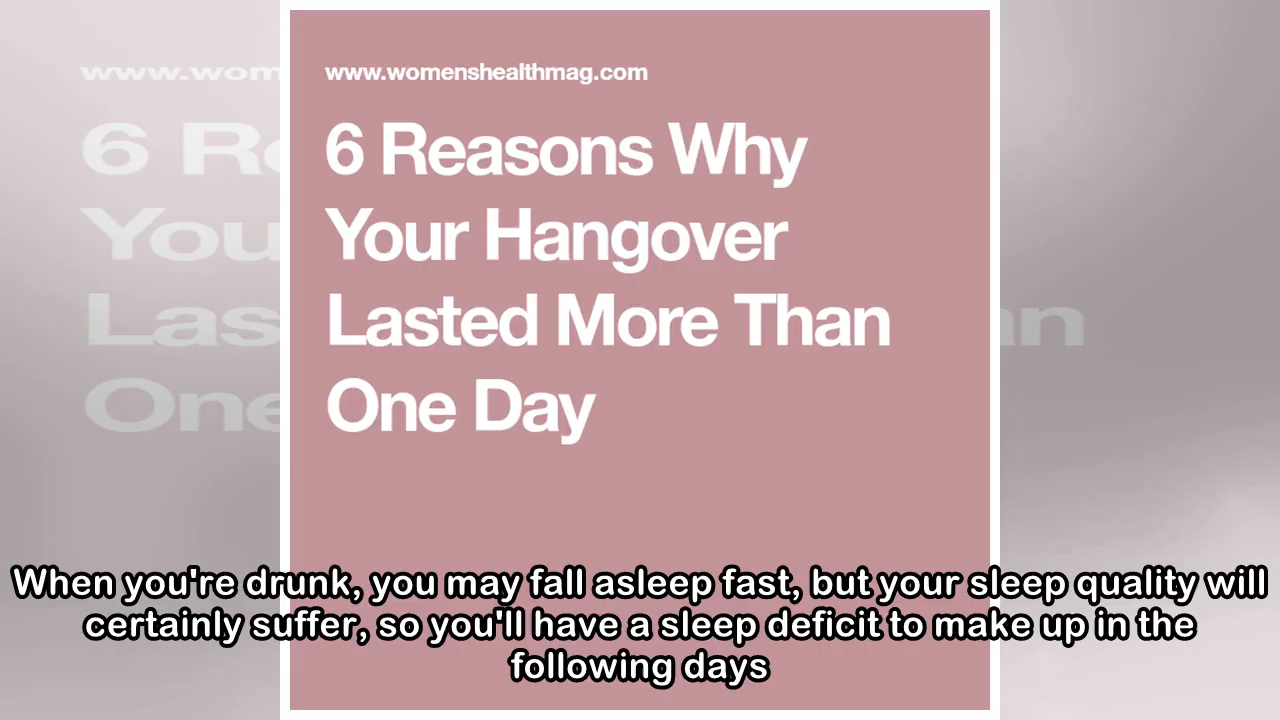 www.womenshealthmag.com
6 Reasons Why
Your Hangover
Lasted More Than
One Day
When you're drunk, you may fall asleep fast, but your sleep quality will
certainly suffer, so you'll have a sleep deficit to make up in the
following days